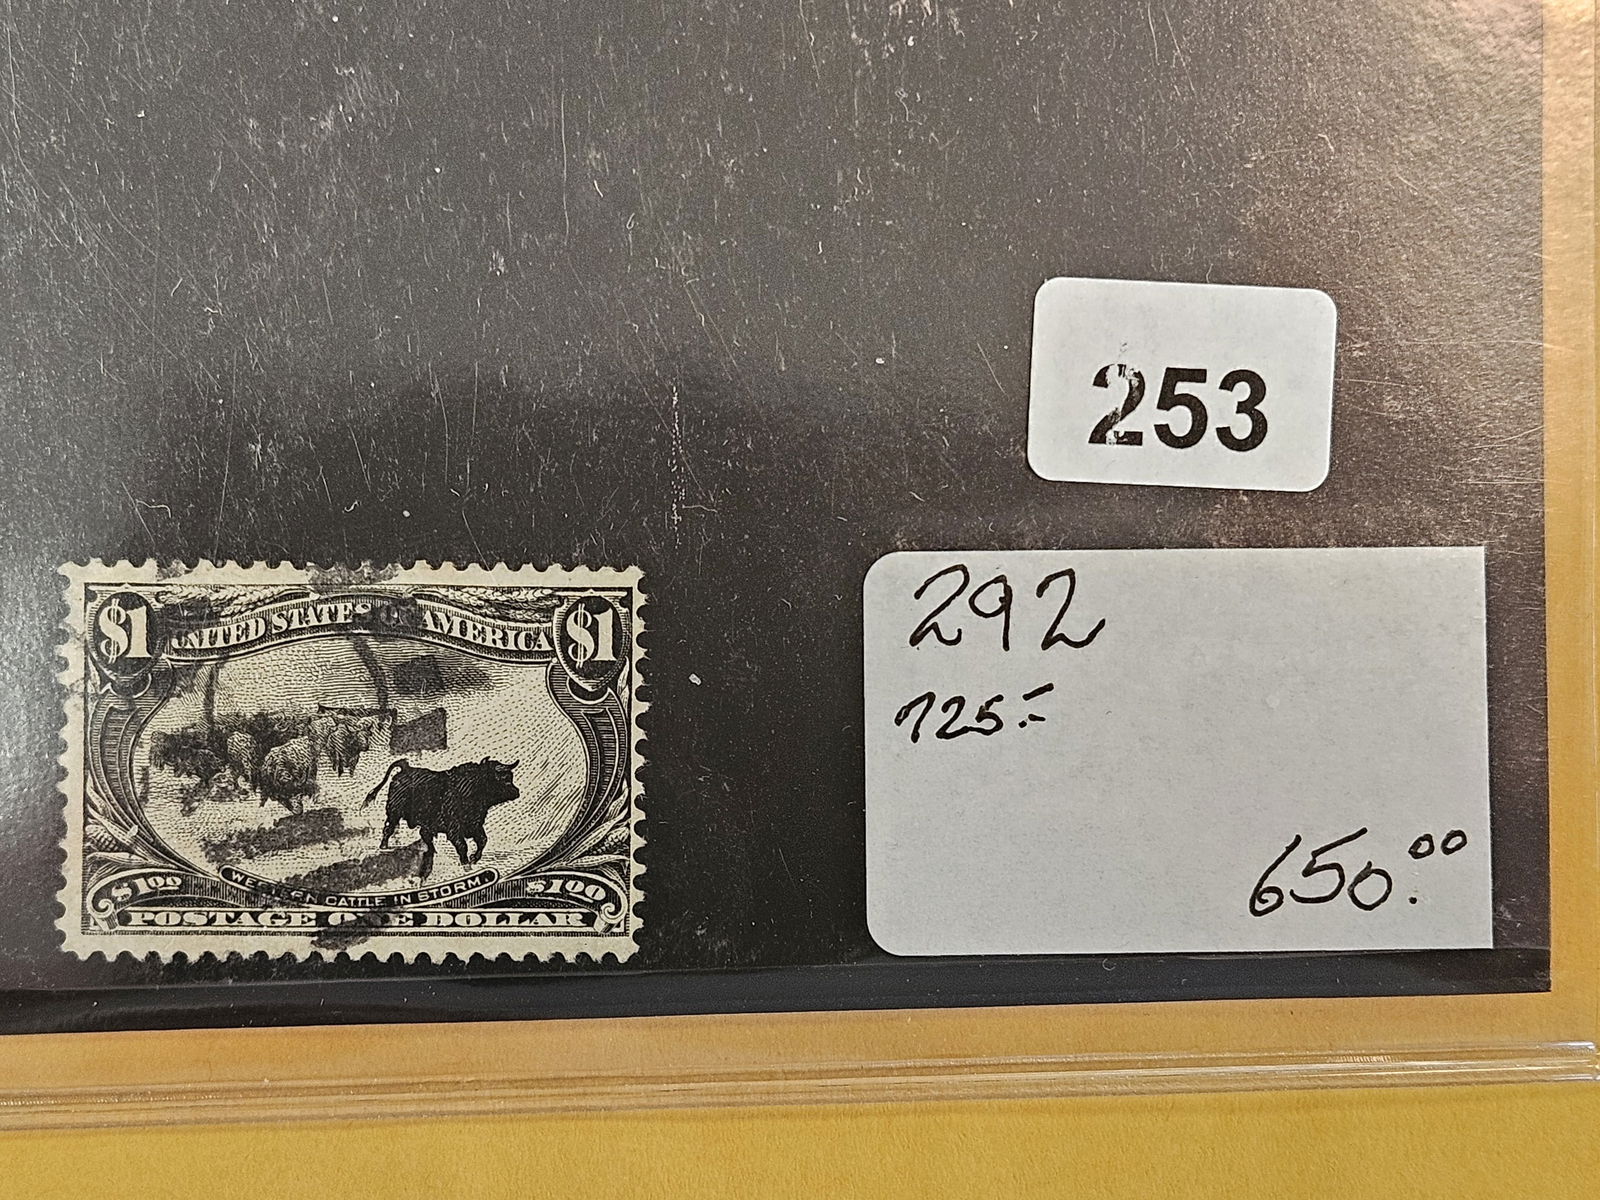 253
$1 UNITED STATES OF AMERICA $1
WESTERN CATTLE IN STORM.
$1.00 $1.00
POSTAGE ONE DOLLAR
292
725.-
650.00